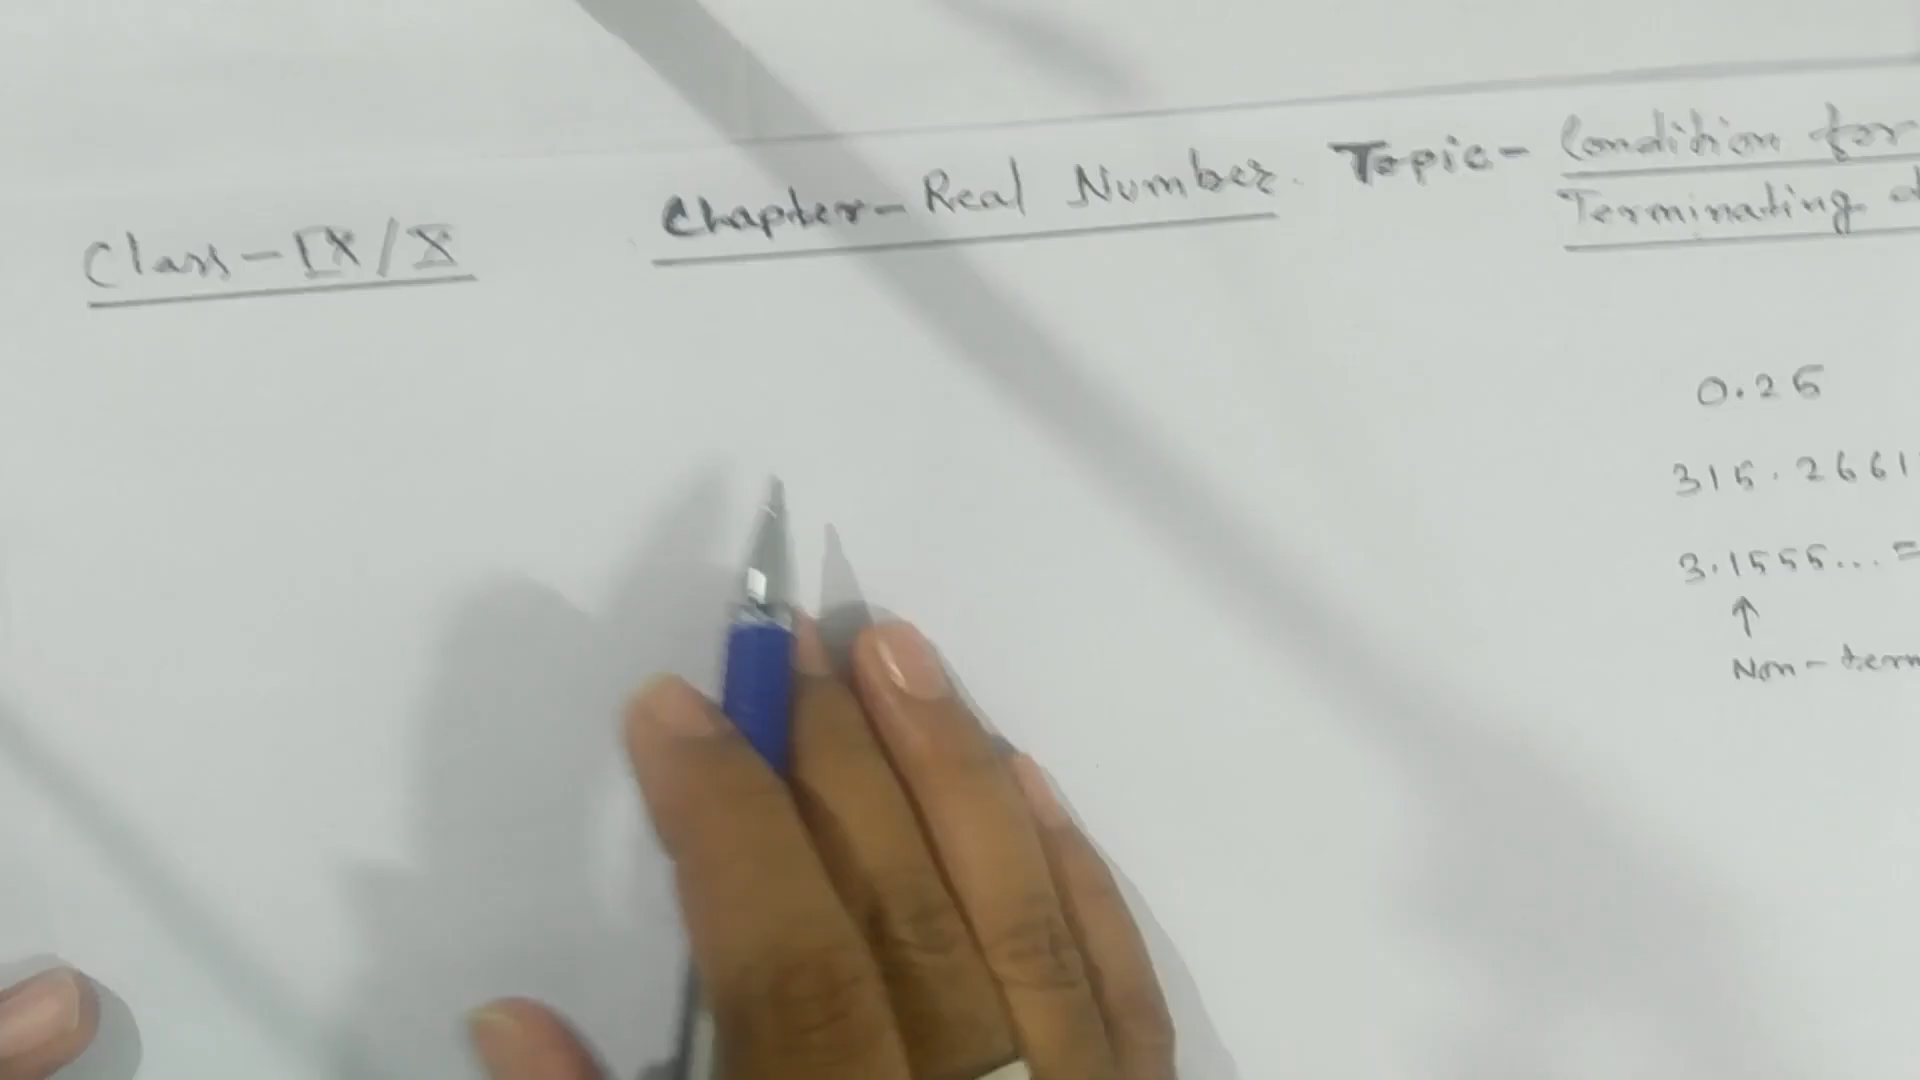 Class-IX/X Chapter-Real Number. Topic- Condition for
Terminating
0.25
315.2661
3.1555... =
↑
Non-term